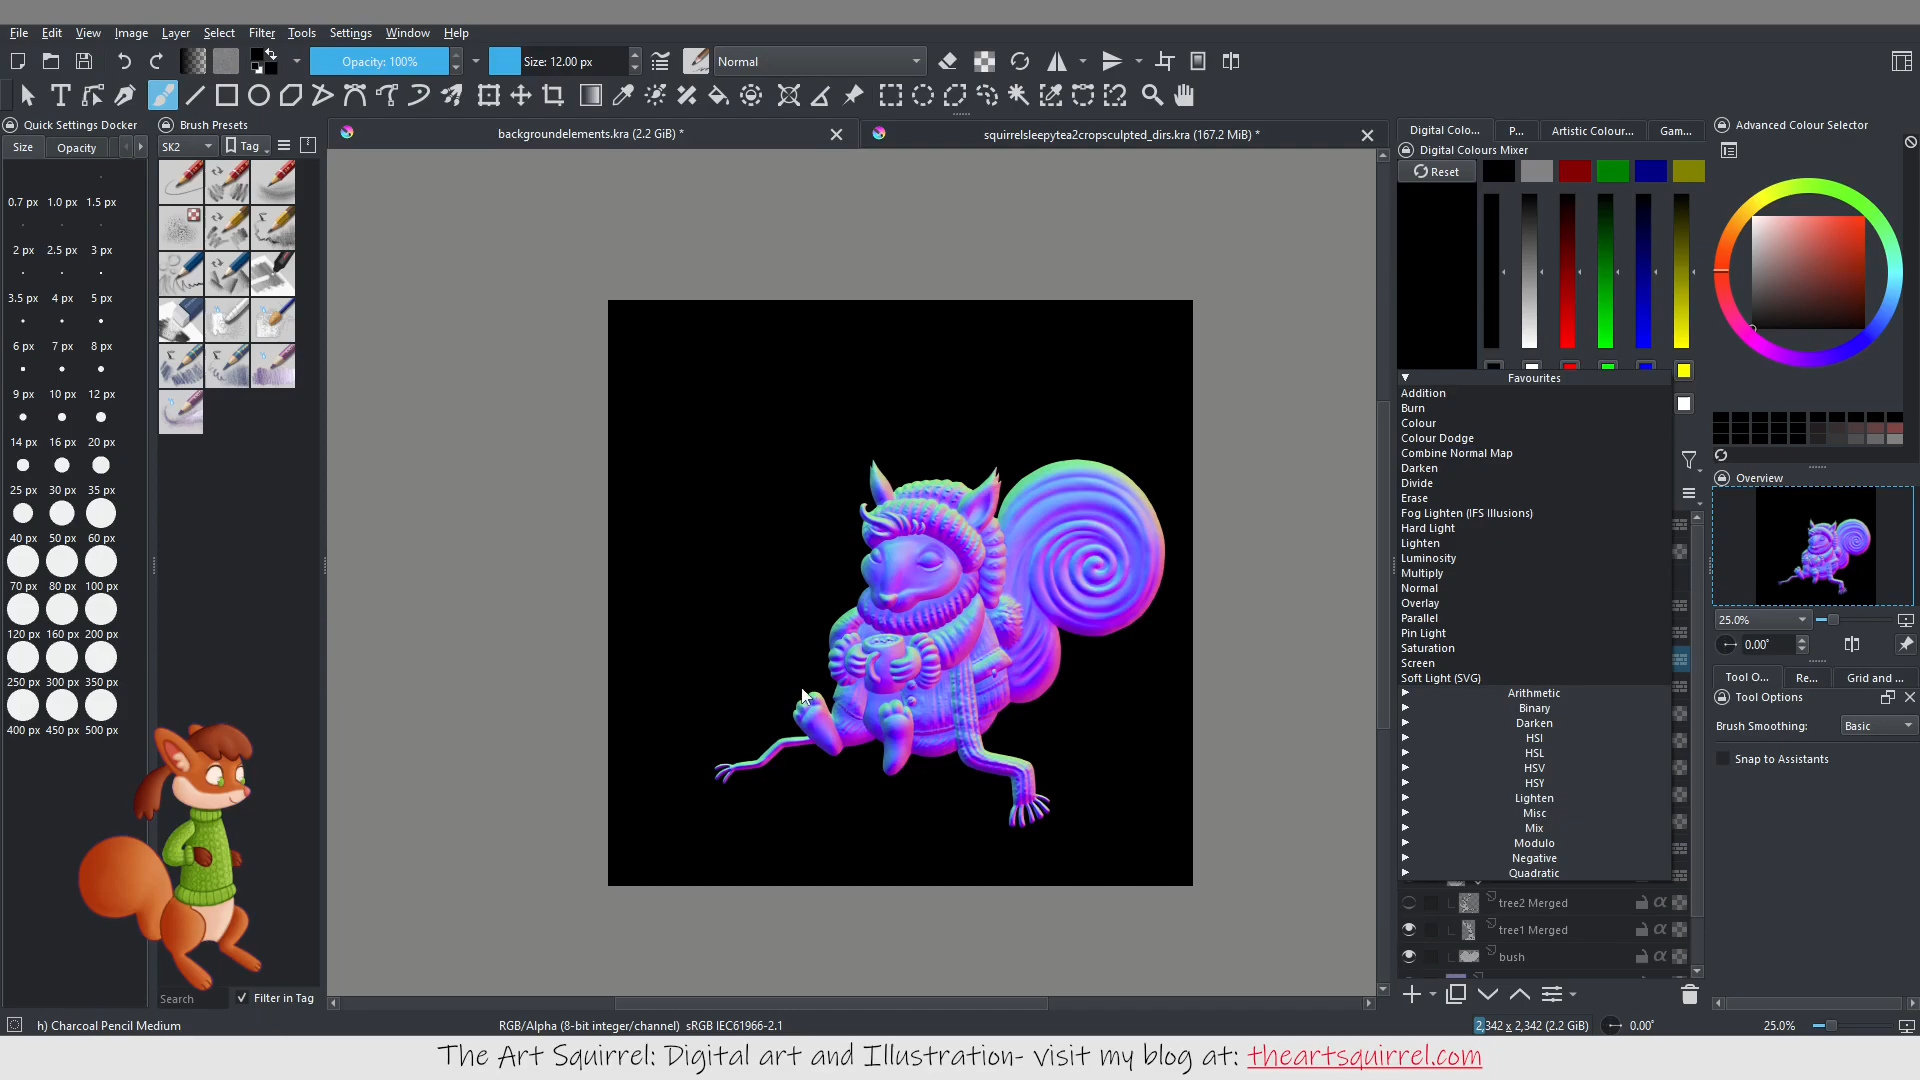 File Edit View Image Layer Select Filter Tools Settings Window Help
Opacity: 100%
Size: 12.00 px
Normal
Quick Settings Docker
Brush Presets
backgroundelements.kra (2.2 GiB) *
squirrelsleepytea2cropsculpted_dirs.kra (167.2 MiB) *
Digital Colo...
P...
Artistic Colour...
Gam...
Advanced Colour Selector
Size
Opacity
SK2
Tag
Digital Colours Mixer
Reset
0.7 px 1.0 px 1.5 px
2 px 2.5 px 3 px
3.5 px 4 px 5 px
6 px 7 px 8 px
9 px 10 px 12 px
14 px 16 px 20 px
25 px 30 px 35 px
40 px 50 px 60 px
70 px 80 px 100 px
120 px 160 px 200 px
250 px 300 px 350 px
400 px 450 px 500 px
Favourites
Addition
Burn
Colour
Colour Dodge
Combine Normal Map
Darken
Divide
Erase
Fog Lighten (IFS Illusions)
Hard Light
Lighten
Luminosity
Multiply
Normal
Overlay
Parallel
Pin Light
Saturation
Screen
Soft Light (SVG)
Arithmetic
Binary
Darken
HSI
HSL
HSV
HSY
Lighten
Misc
Mix
Modulo
Negative
Quadratic
tree2 Merged
tree1 Merged
bush
Overview
25.0%
0.00°
Tool O...
Re...
Grid and ...
Tool Options
Brush Smoothing:
Basic
Snap to Assistants
Search
Filter in Tag
h) Charcoal Pencil Medium
RGB/Alpha (8-bit integer/channel) sRGB IEC61966-2.1
2,342 x 2,342 (2.2 GiB)
0.00°
25.0%
The Art Squirrel: Digital art and Illustration- visit my blog at: theartsquirrel.com